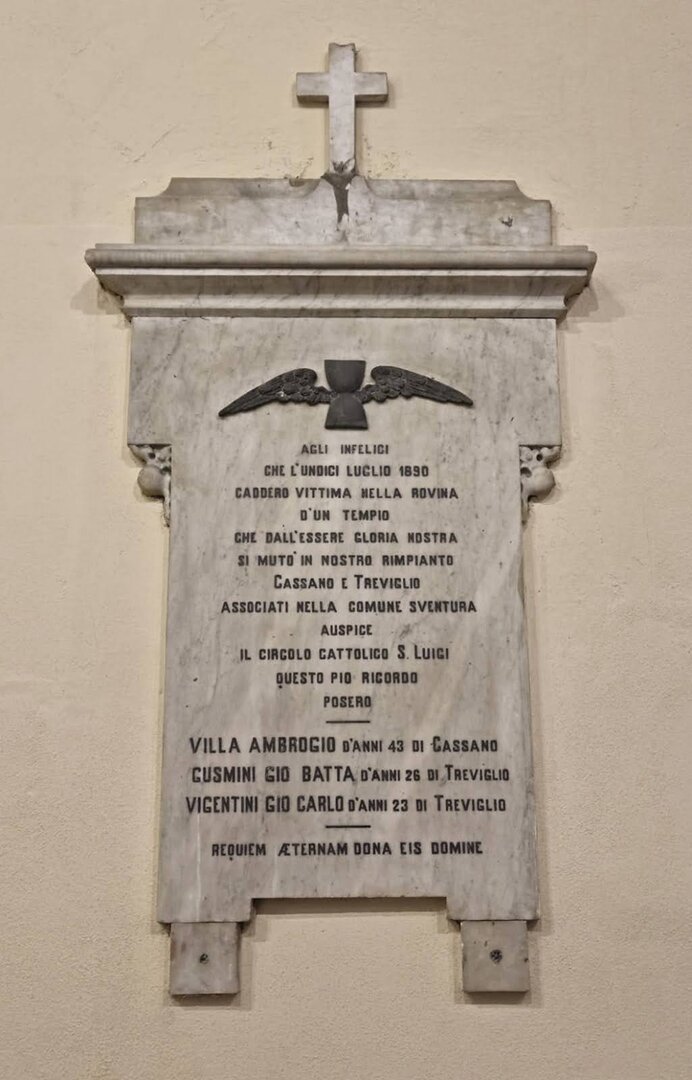 AGLI INFELICI
CHE L'UNDICI LUGLIO 1890
CADDERO VITTIMA NELLA ROVINA
D'UN TEMPIO
CHE DALL'ESSERE GLORIA NOSTRA
SI MUTO' IN NOSTRO RIMPIANTO
CASSANO E TREVIGLIO
ASSOCIATI NELLA COMUNE SVENTURA
AUSPICE
IL CIRCOLO CATTOLICO S. LUIGI
QUESTO PIO RICORDO
POSERO
VILLA AMBROGIO D'ANNI 43 DI CASSANO
GUSMINI GIO BATTA D'ANNI 26 DI TREVIGLIO
VIGENTINI GIO CARLO D'ANNI 23 DI TREVIGLIO
REQUIEM ÆTERNAM DONA EIS DOMINE